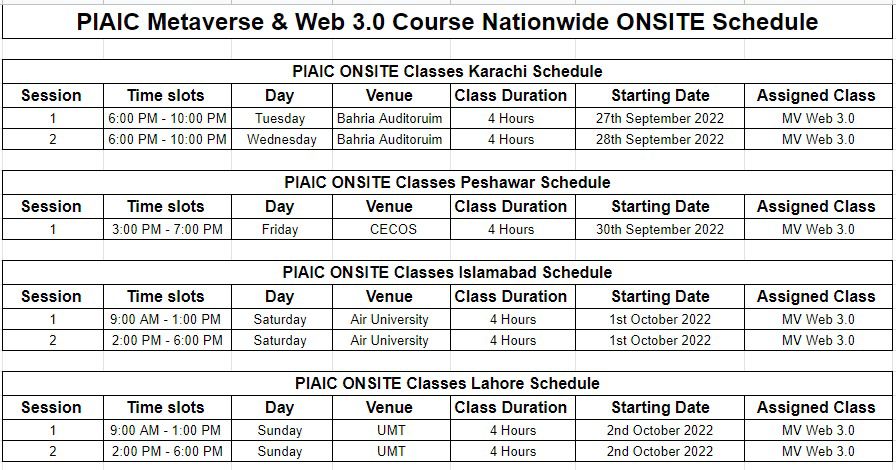 PIAIC Metaverse & Web 3.0 Course Nationwide ONSITE Schedule
PIAIC ONSITE Classes Karachi Schedule
Session Time slots Day Venue Class Duration Starting Date Assigned Class
1 6:00 PM - 10:00 PM Tuesday Bahria Auditoruim 4 Hours 27th September 2022 MV Web 3.0
2 6:00 PM - 10:00 PM Wednesday Bahria Auditoruim 4 Hours 28th September 2022 MV Web 3.0
PIAIC ONSITE Classes Peshawar Schedule
Session Time slots Day Venue Class Duration Starting Date Assigned Class
1 3:00 PM - 7:00 PM Friday CECOS 4 Hours 30th September 2022 MV Web 3.0
PIAIC ONSITE Classes Islamabad Schedule
Session Time slots Day Venue Class Duration Starting Date Assigned Class
1 9:00 AM - 1:00 PM Saturday Air University 4 Hours 1st October 2022 MV Web 3.0
2 2:00 PM - 6:00 PM Saturday Air University 4 Hours 1st October 2022 MV Web 3.0
PIAIC ONSITE Classes Lahore Schedule
Session Time slots Day Venue Class Duration Starting Date Assigned Class
1 9:00 AM - 1:00 PM Sunday UMT 4 Hours 2nd October 2022 MV Web 3.0
2 2:00 PM - 6:00 PM Sunday UMT 4 Hours 2nd October 2022 MV Web 3.0